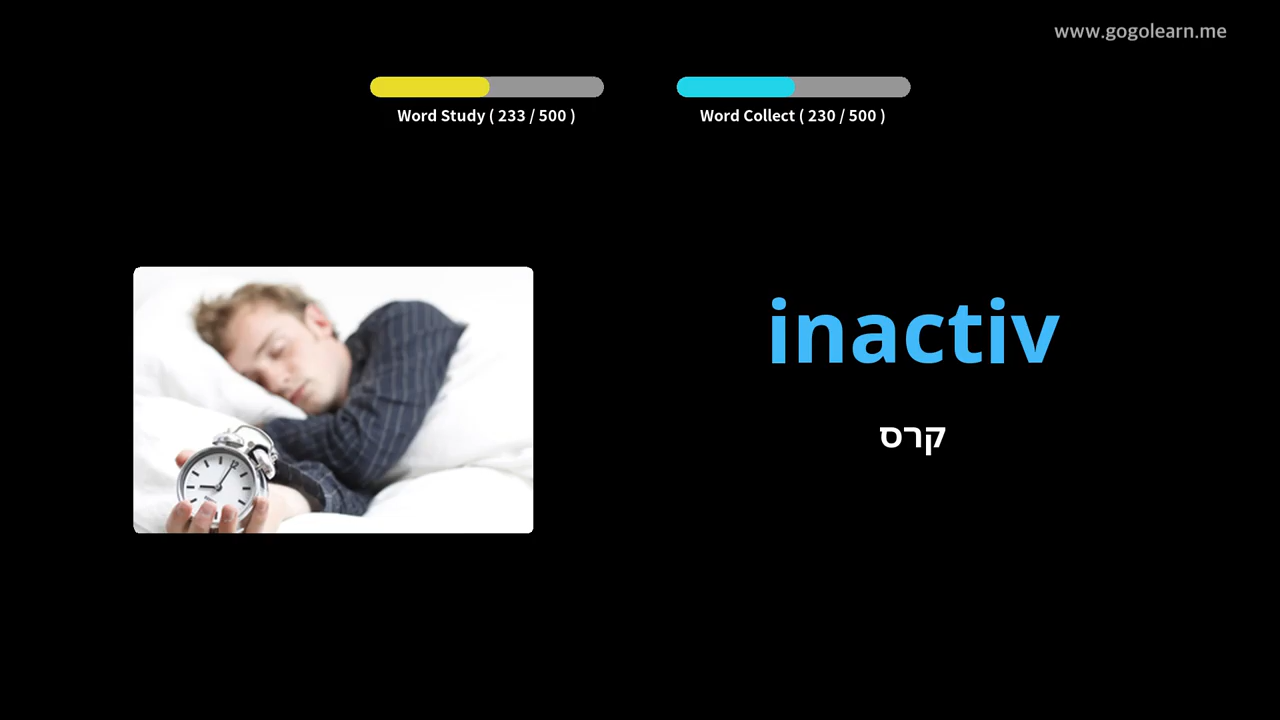 www.gogolearn.me
Word Study ( 233 / 500 )
Word Collect ( 230 / 500 )
inactiv
קרס